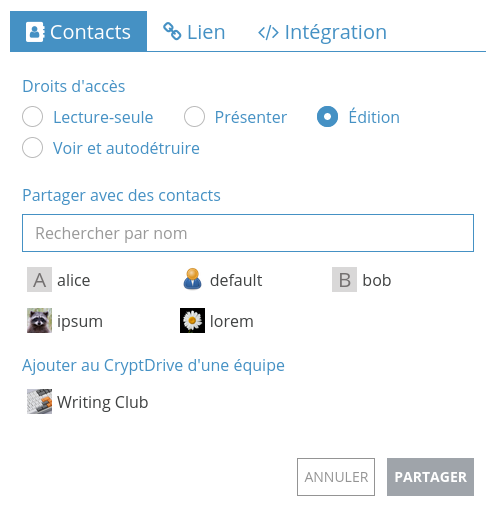 Contacts Lien Intégration
Droits d'accès
Lecture-seule Présenter Édition
Voir et autodétruire
Partager avec des contacts
Rechercher par nom
A alice default B bob
ipsum lorem
Ajouter au CryptDrive d'une équipe
Writing Club
ANNULER PARTAGER